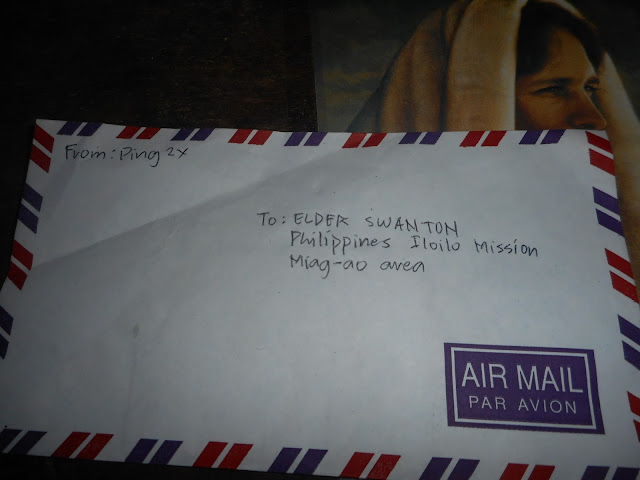 From: Ping 2x
To: ELDER SWANTON
Philippines Iloilo Mission
Miag-ao area
AIR MAIL
PAR AVION